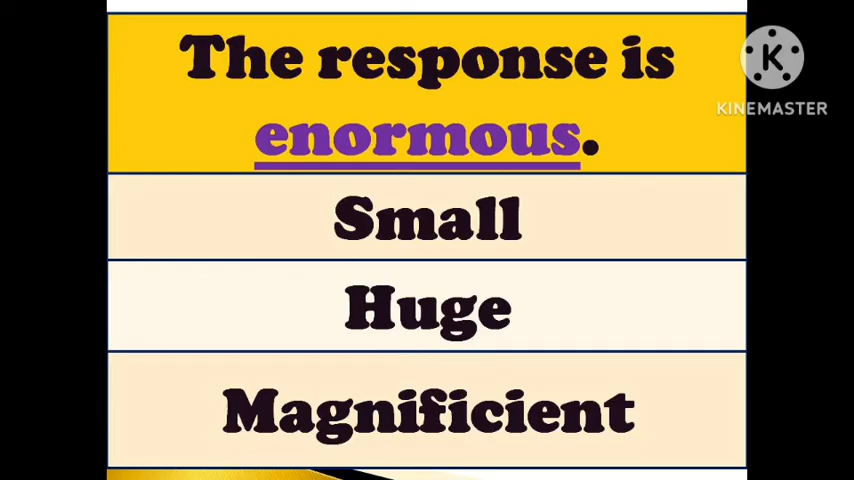 The response is
enormous.
Small
Huge
Magnificient
K
KINEMASTER